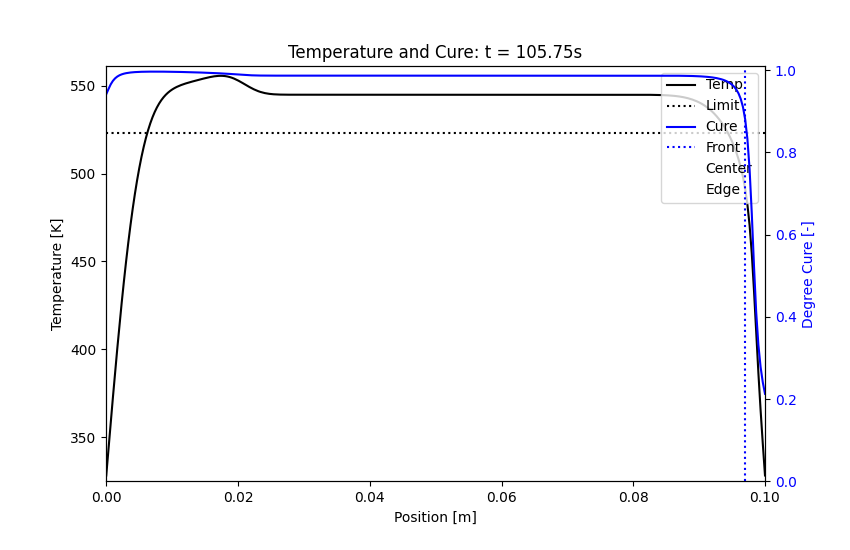 Temperature and Cure: t = 105.75s
550
500
450
400
350
Temperature [K]
0.00
0.02
0.04
0.06
0.08
0.10
Position [m]
1.0
0.8
0.6
0.4
0.2
0.0
Degree Cure [-]
Temp
Limit
Cure
Front
Center
Edge